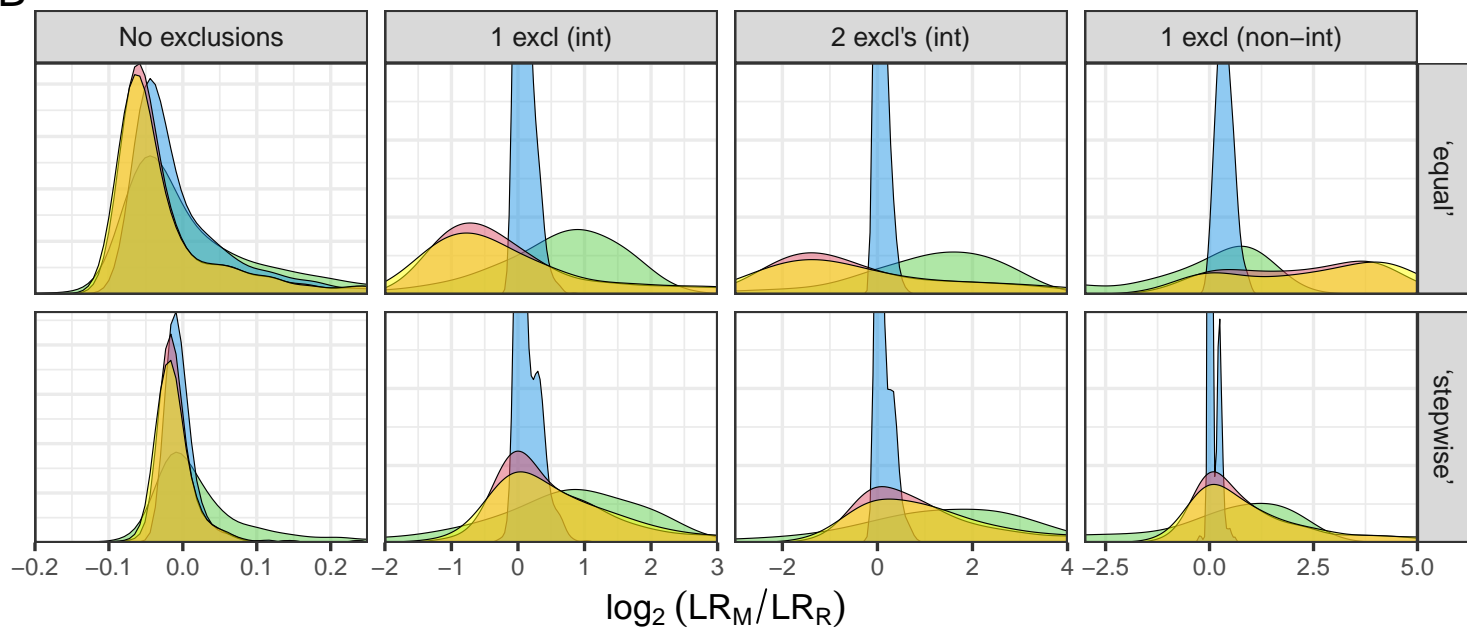 No exclusions 1 excl (int) 2 excl's (int) 1 excl (non−int)
'equal'
'stepwise'
−0.2 −0.1 0.0 0.1 0.2 −2 −1 0 1 2 3 −2 0 2 4 −2.5 0.0 2.5 5.0
log₂ (LR_M/LR_R)